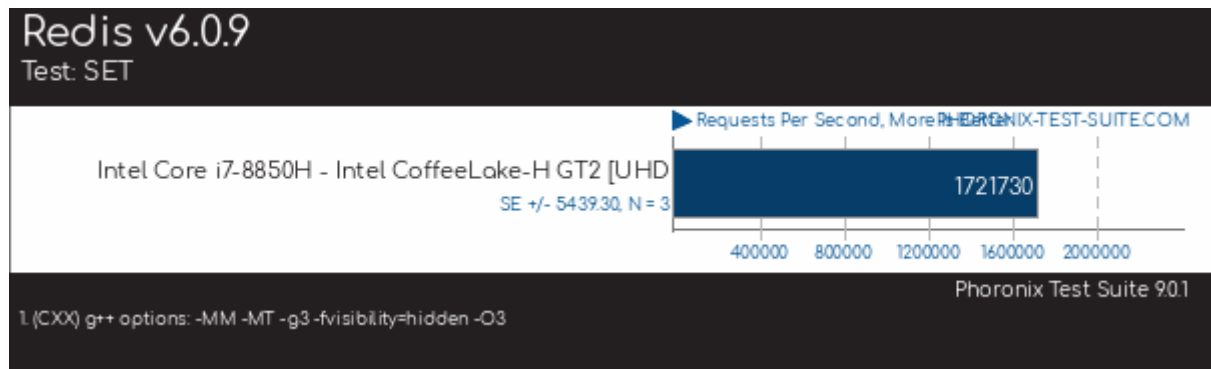 Redis v6.0.9
Test: SET
Requests Per Second, More Is Better
PHORONIX-TEST-SUITE.COM
Intel Core i7-8850H - Intel CoffeeLake-H GT2 [UHD
1721730
SE +/- 5439.30, N = 3
400000 800000 1200000 1600000 2000000
Phoronix Test Suite 9.0.1
1. (CXX) g++ options: -MM -MT -g3 -fvisibility=hidden -O3